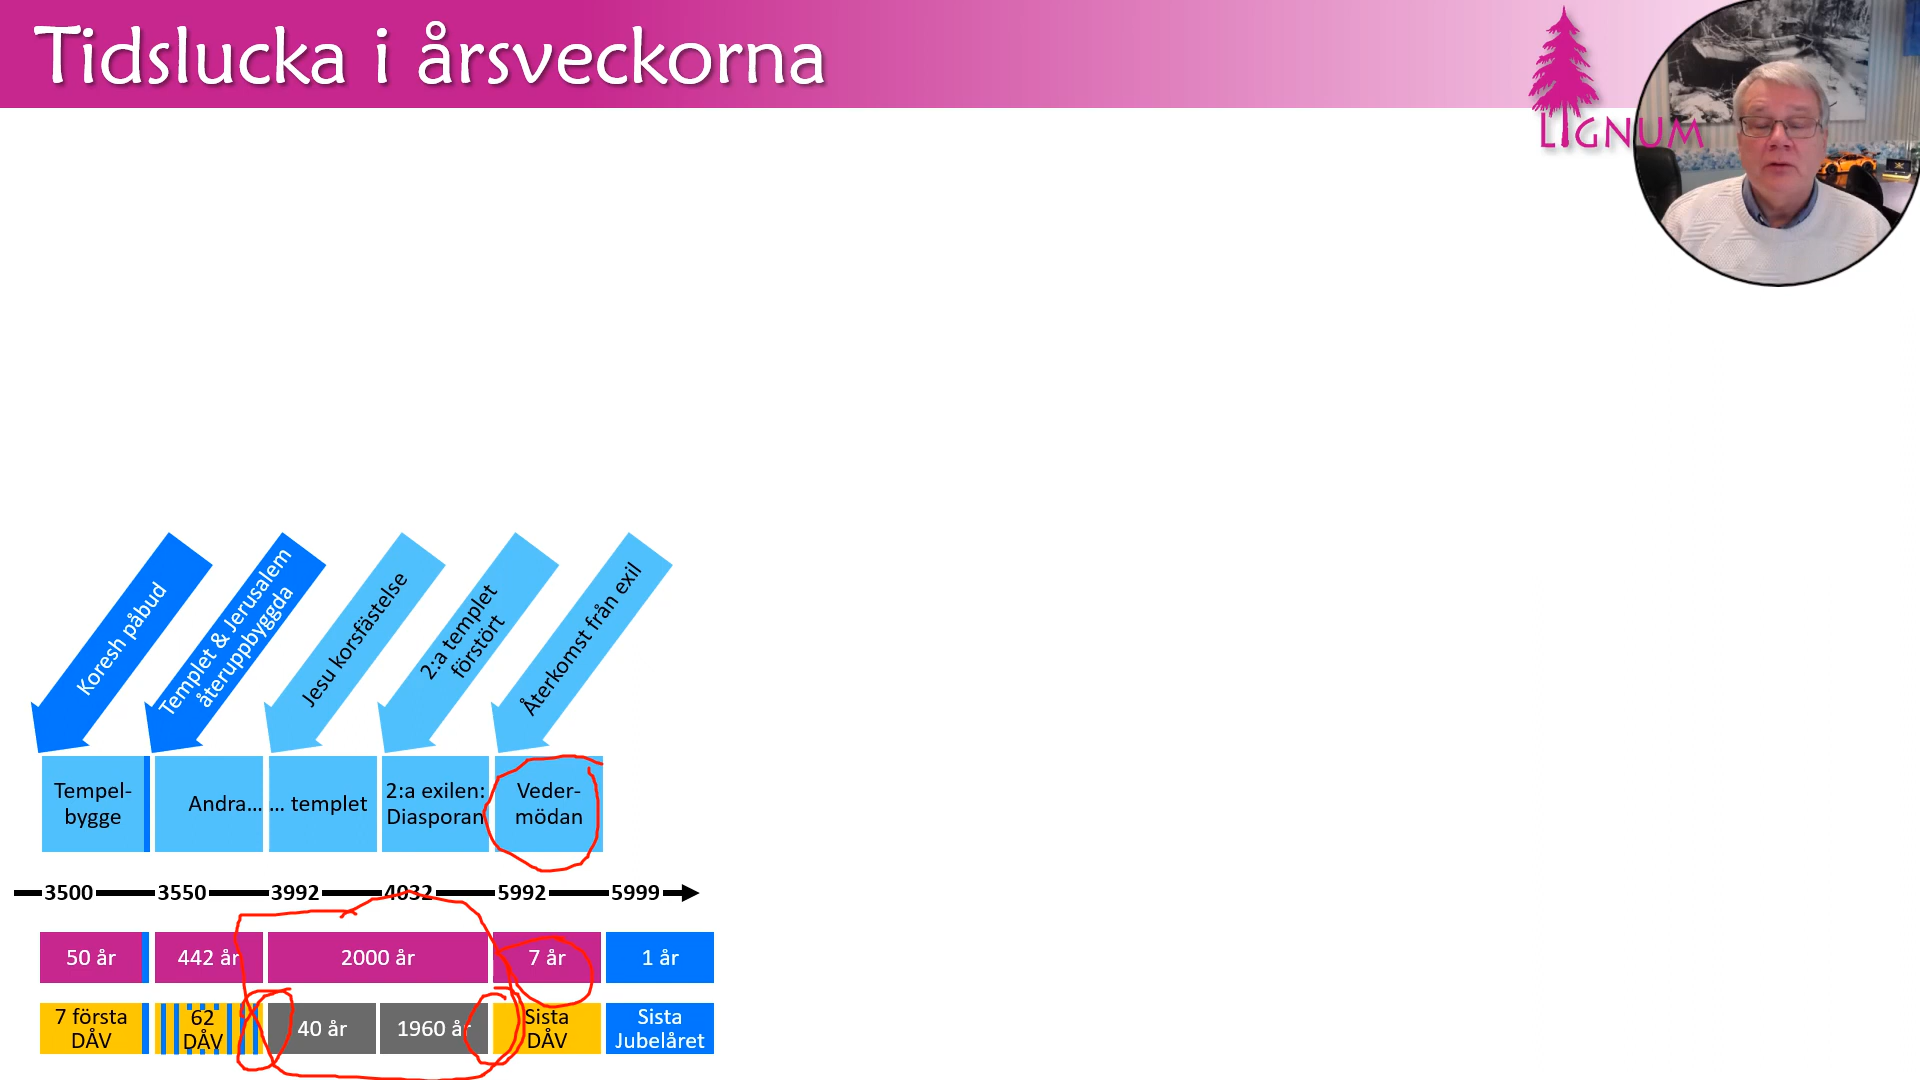 Tidslucka i årsveckorna
LIGNUM
Koresh påbud
Templet & Jerusalem
återuppbyggda
Jesu korsfästelse
2:a templet
förstört
Återkomst från exil
Tempel-
bygge
Andra...
... templet
2:a exilen:
Diasporan
Veder-
mödan
3500
3550
3992
4032
5992
5999
50 år
442 år
2000 år
7 år
1 år
7 första
DÅV
62
DÅV
40 år
1960 år
Sista
DÅV
Sista
Jubelåret